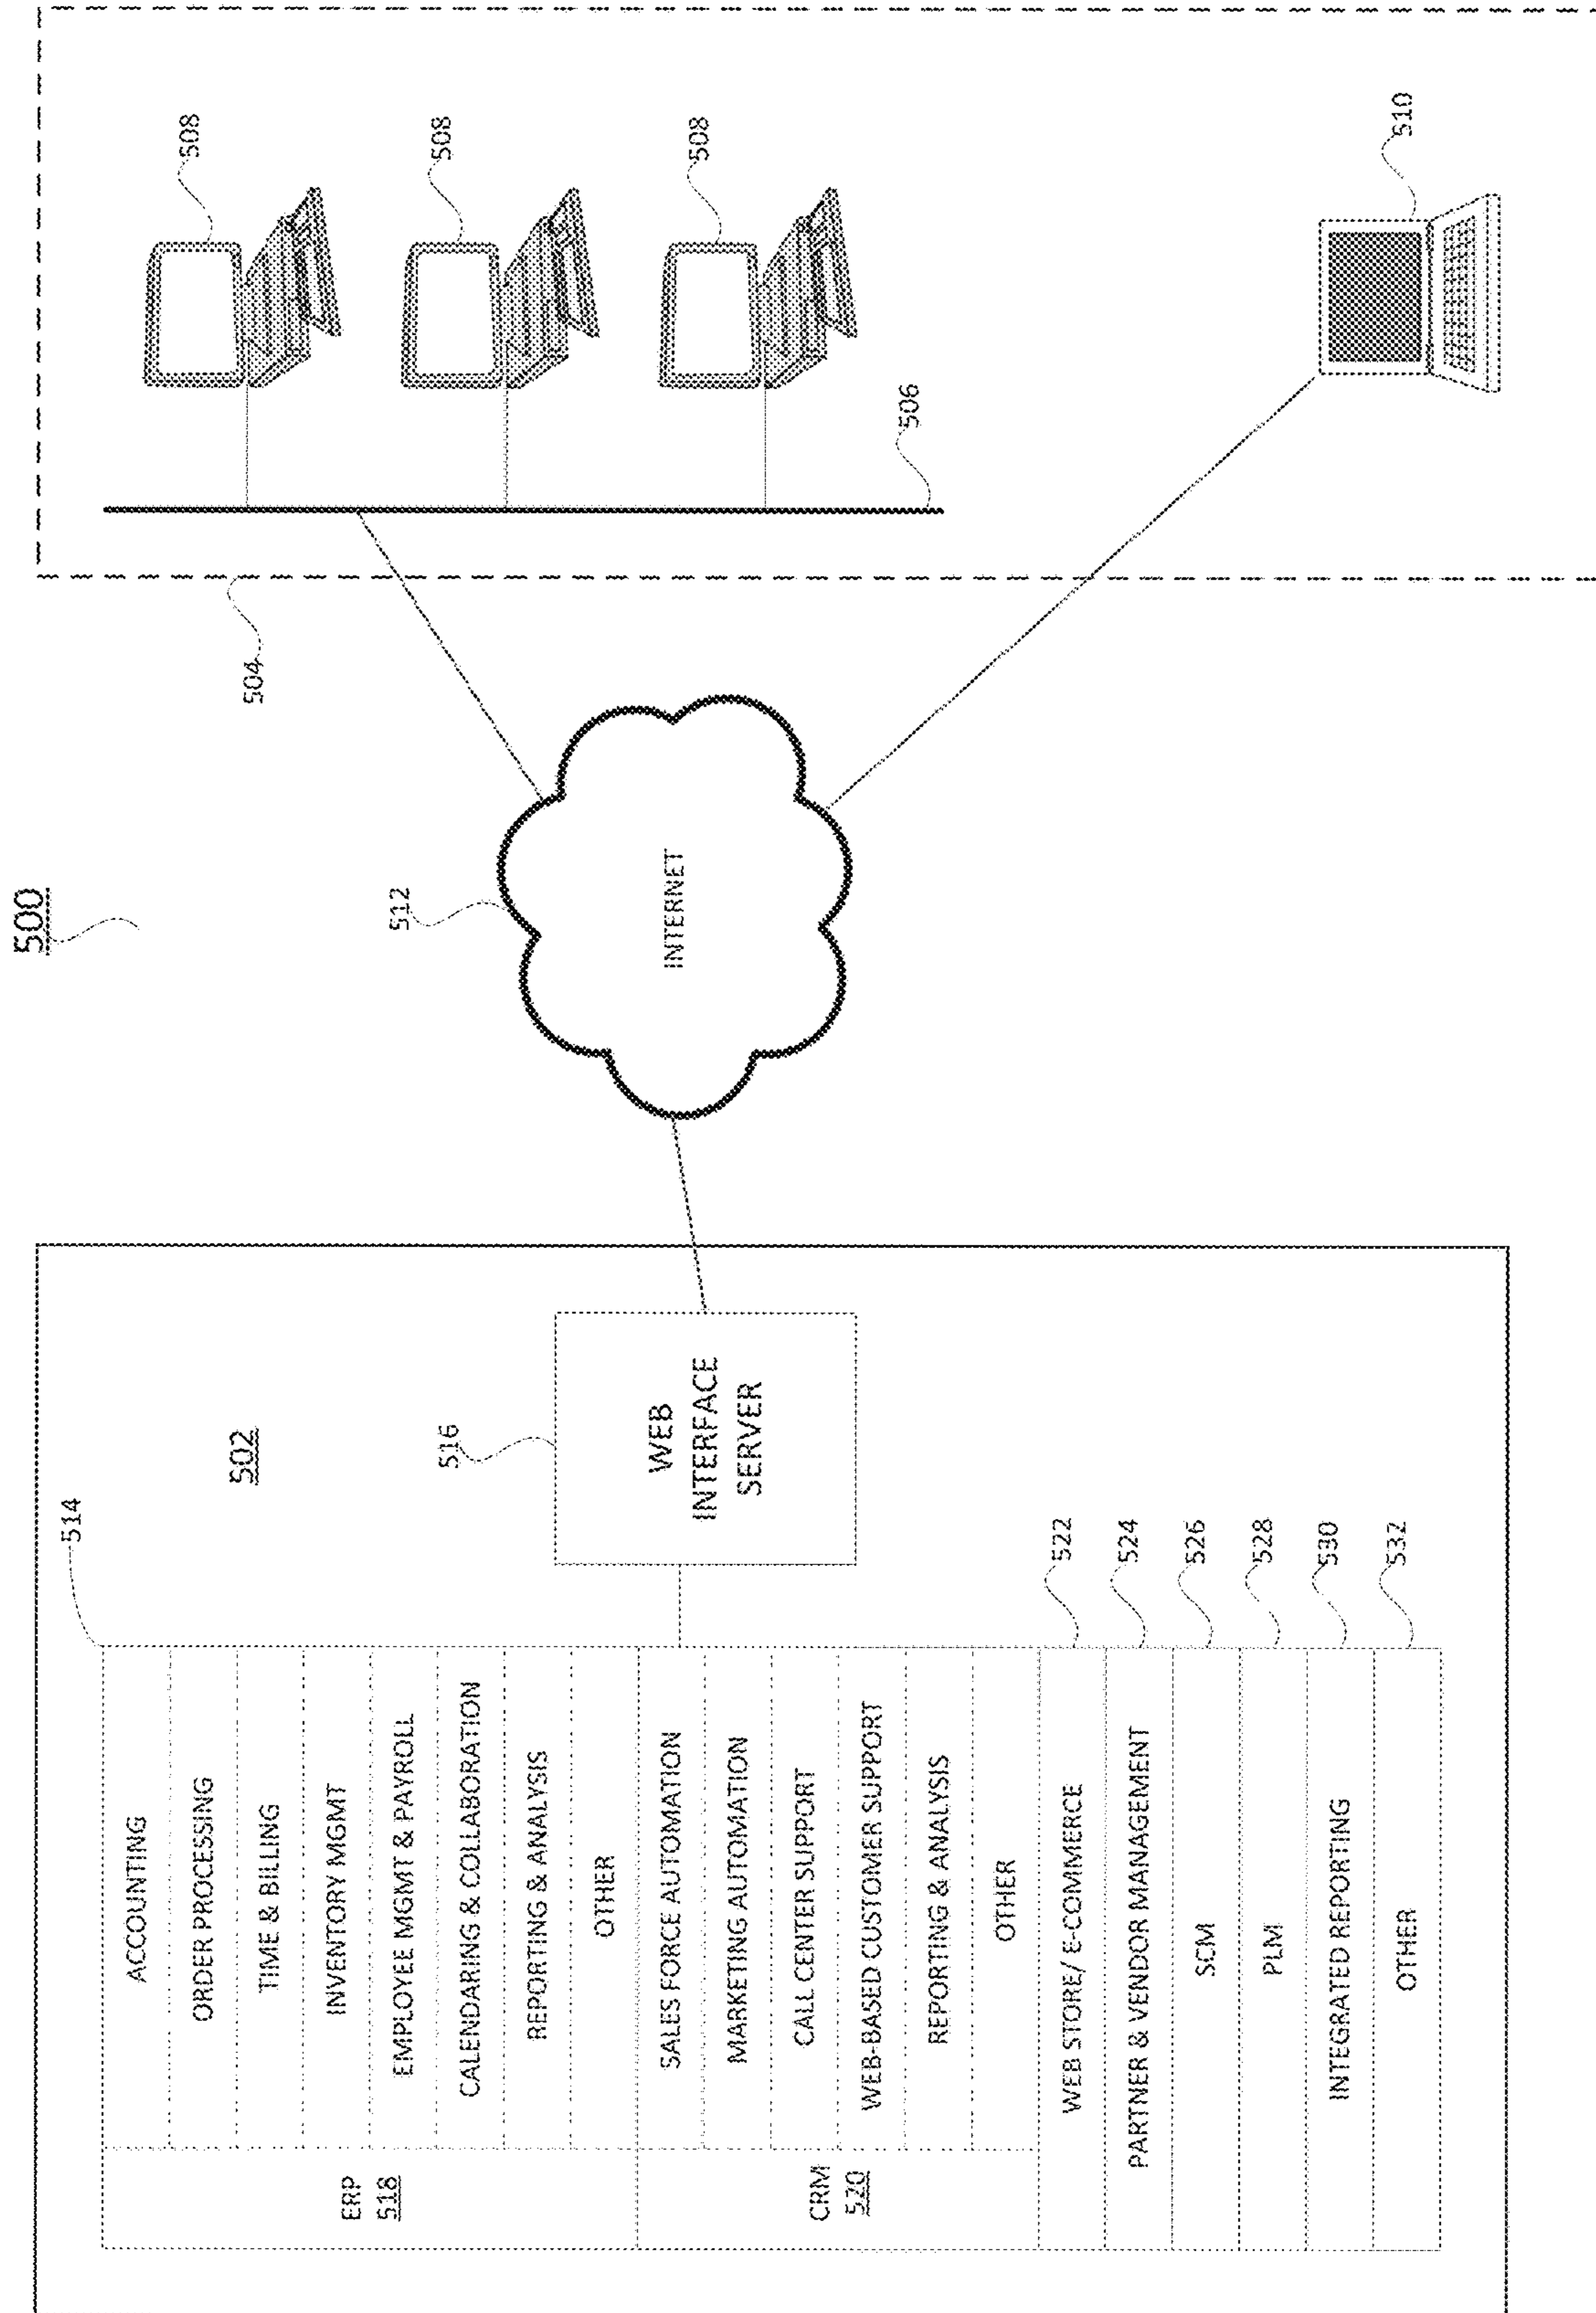 500
502
514
ACCOUNTING
ORDER PROCESSING
TIME & BILLING
INVENTORY MGMT
EMPLOYEE MGMT & PAYROLL
CALENDARING & COLLABORATION
REPORTING & ANALYSIS
OTHER
ERP
518
SALES FORCE AUTOMATION
MARKETING AUTOMATION
CALL CENTER SUPPORT
WEB-BASED CUSTOMER SUPPORT
REPORTING & ANALYSIS
OTHER
CRM
520
WEB STORE/ E-COMMERCE
522
PARTNER & VENDOR MANAGEMENT
524
SCM
526
PLM
528
INTEGRATED REPORTING
530
OTHER
532
516
WEB
INTERFACE
SERVER
512
INTERNET
504
508
508
508
506
510